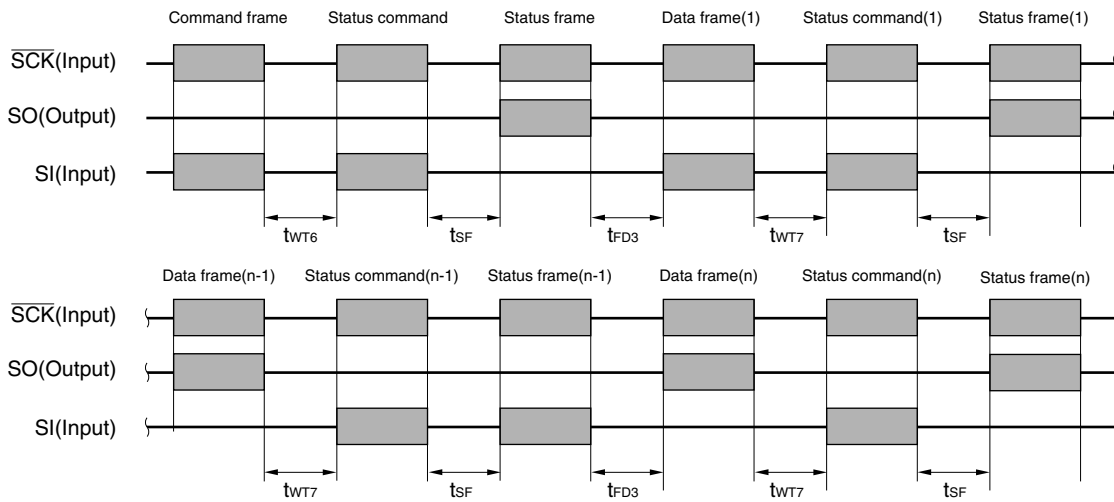 Command frame Status command Status frame Data frame(1) Status command(1) Status frame(1)
SCK(Input)
SO(Output)
SI(Input)
tWT6 tSF tFD3 tWT7 tSF
Data frame(n-1) Status command(n-1) Status frame(n-1) Data frame(n) Status command(n) Status frame(n)
SCK(Input)
SO(Output)
SI(Input)
tWT7 tSF tFD3 tWT7 tSF